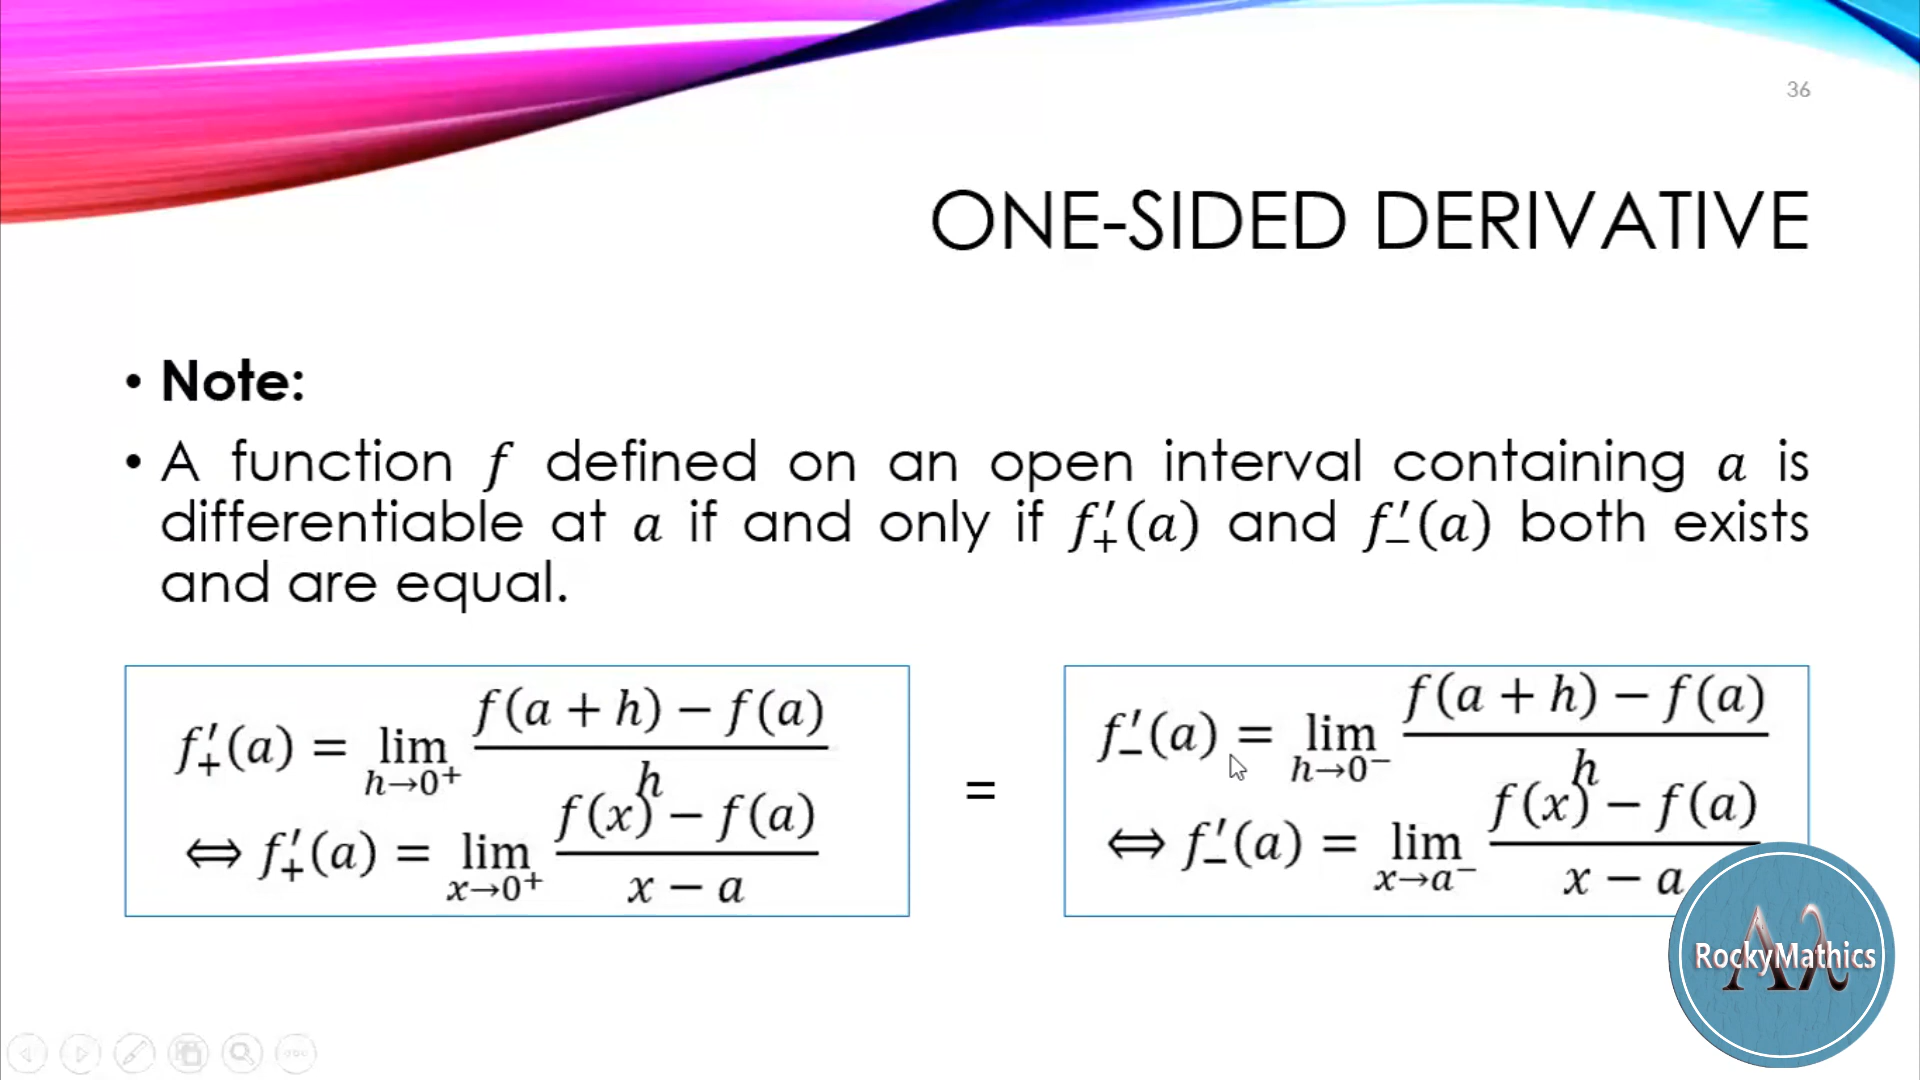 36
ONE-SIDED DERIVATIVE
• Note:
• A function f defined on an open interval containing a is
differentiable at a if and only if f₊′(a) and f₋′(a) both exists
and are equal.
f₊′(a) = lim_{h→0⁺} (f(a + h) − f(a)) / h
⇔ f₊′(a) = lim_{x→0⁺} (f(x) − f(a)) / (x − a)
=
f₋′(a) = lim_{h→0⁻} (f(a + h) − f(a)) / h
⇔ f₋′(a) = lim_{x→a⁻} (f(x) − f(a)) / (x − a)
RockyMathics
Aλ